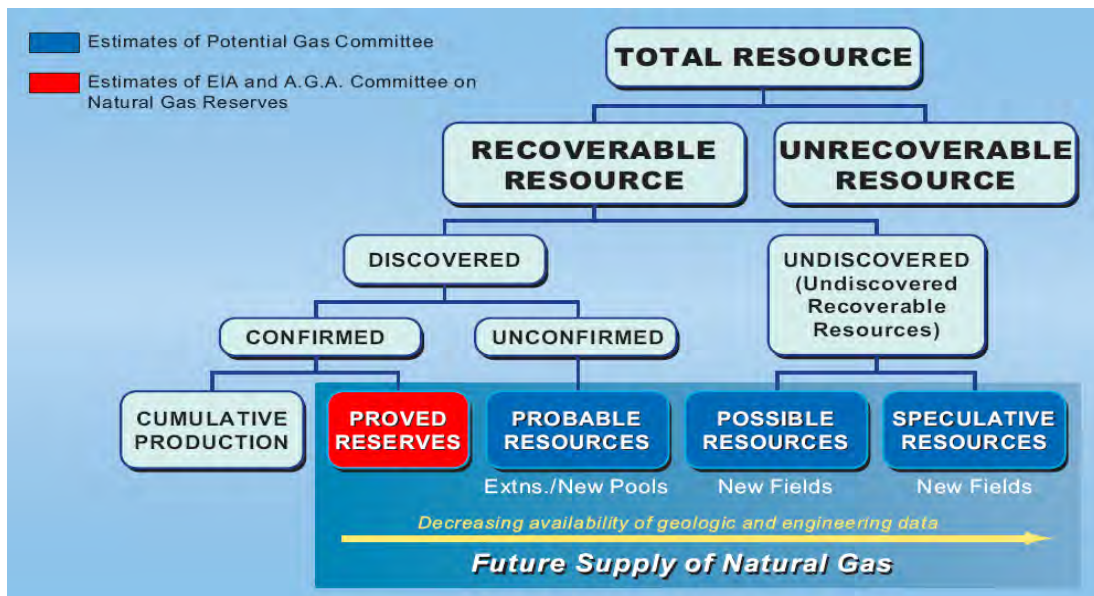 Estimates of Potential Gas Committee
Estimates of EIA and A.G.A. Committee on
Natural Gas Reserves
TOTAL RESOURCE
RECOVERABLE
RESOURCE
UNRECOVERABLE
RESOURCE
DISCOVERED
UNDISCOVERED
(Undiscovered
Recoverable
Resources)
CONFIRMED
UNCONFIRMED
CUMULATIVE
PRODUCTION
PROVED
RESERVES
PROBABLE
RESOURCES
POSSIBLE
RESOURCES
SPECULATIVE
RESOURCES
Extns./New Pools
New Fields
New Fields
Decreasing availability of geologic and engineering data
Future Supply of Natural Gas